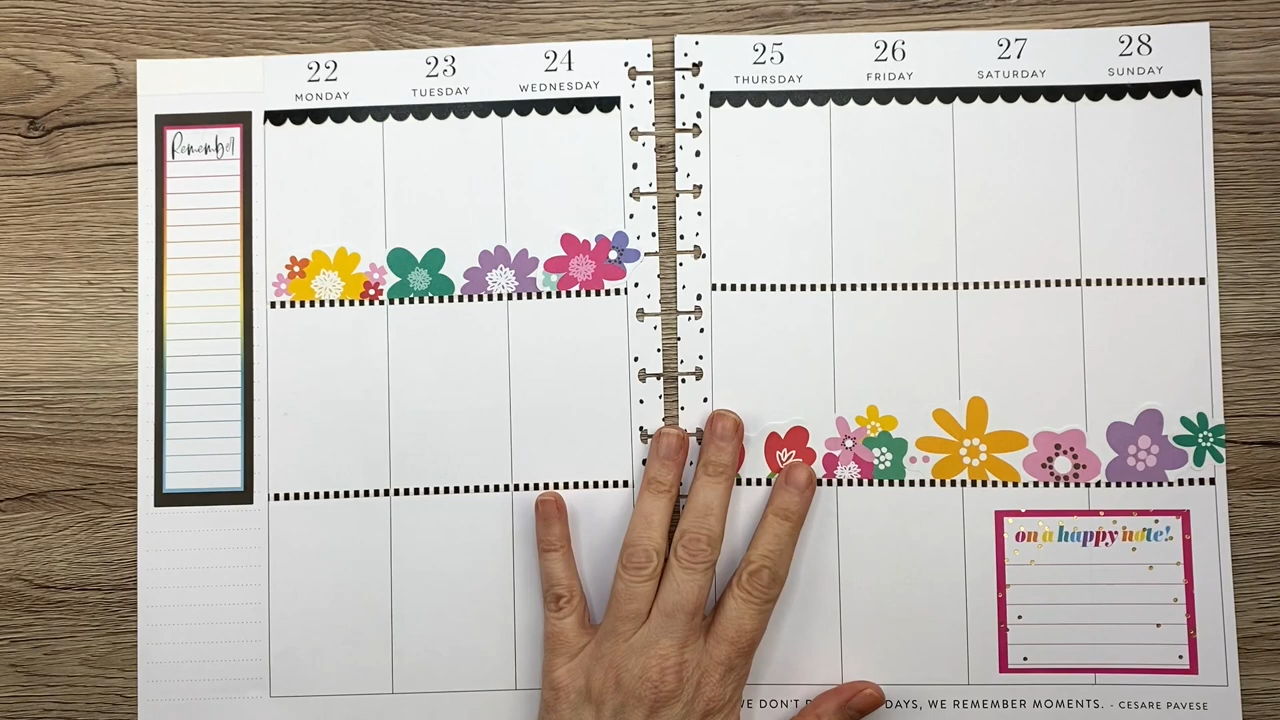 22
MONDAY
23
TUESDAY
24
WEDNESDAY
25
THURSDAY
26
FRIDAY
27
SATURDAY
28
SUNDAY
Remember
on a happy note!
WE DON'T DAYS, WE REMEMBER MOMENTS. - CESARE PAVESE